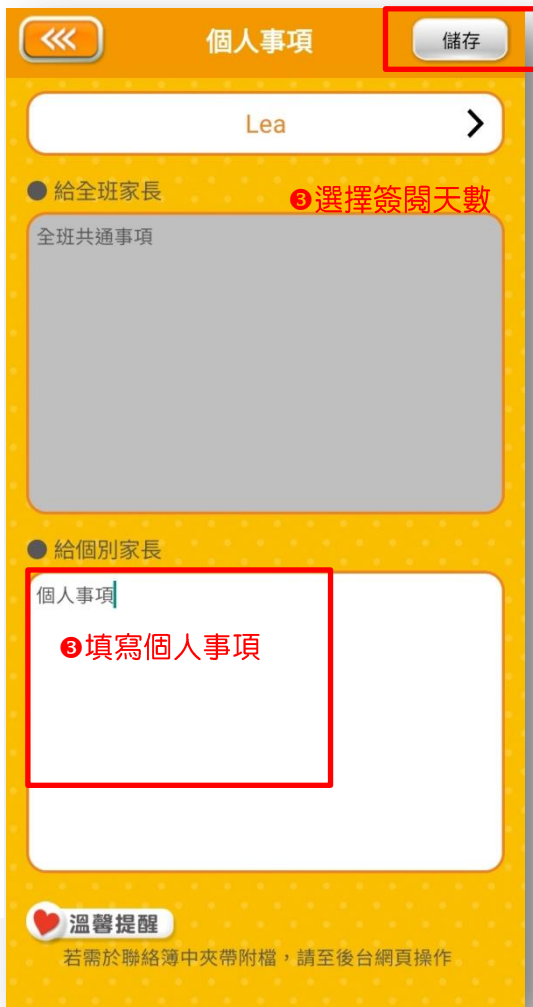 個人事項
儲存
Lea
給全班家長
❸選擇簽閱天數
全班共通事項
給個別家長
個人事項
❸填寫個人事項
溫馨提醒
若需於聯絡簿中夾帶附檔，請至後台網頁操作